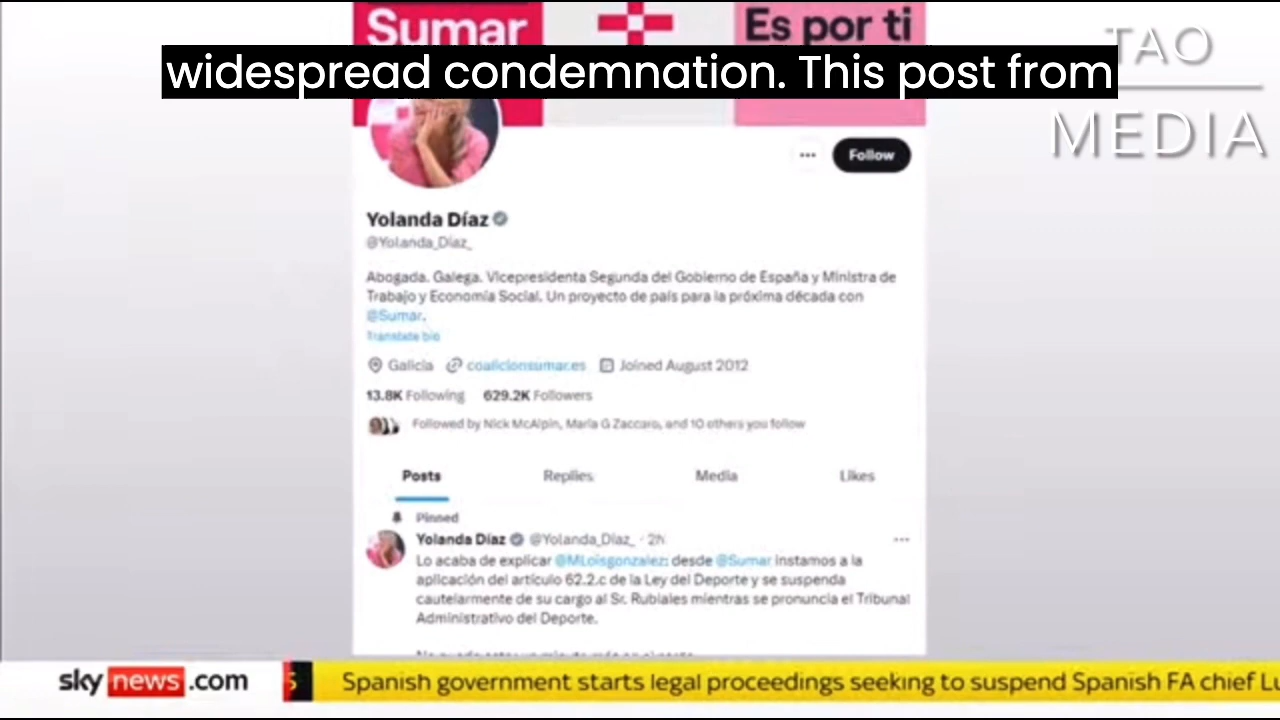 Sumar
Es por ti
TAO
MEDIA
widespread condemnation. This post from
Follow
Yolanda Díaz
@Yolanda_Díaz_
Abogada. Galega. Vicepresidenta Segunda del Gobierno de España y Ministra de
Trabajo y Economía Social. Un proyecto de país para la próxima década con
@Sumar.
Translate bio
Galicia coalicionsumar.es Joined August 2012
13.8K Following 629.2K Followers
Followed by Nick McAlpin, Maria G Zaccaro, and 10 others you follow
Posts Replies Media Likes
Pinned
Yolanda Díaz @Yolanda_Díaz_ · 2h
Lo acaba de explicar @MLoisgonzalez: desde @Sumar instamos a la
aplicación del artículo 62.2.c de la Ley del Deporte y se suspenda
cautelarmente de su cargo al Sr. Rubiales mientras se pronuncia el Tribunal
Administrativo del Deporte.
sky news.com
Spanish government starts legal proceedings seeking to suspend Spanish FA chief Lu